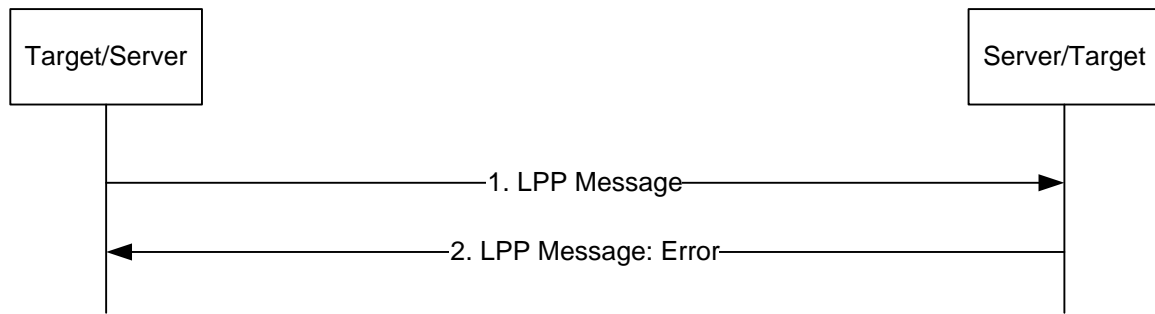 Target/Server
Server/Target
1. LPP Message
2. LPP Message: Error